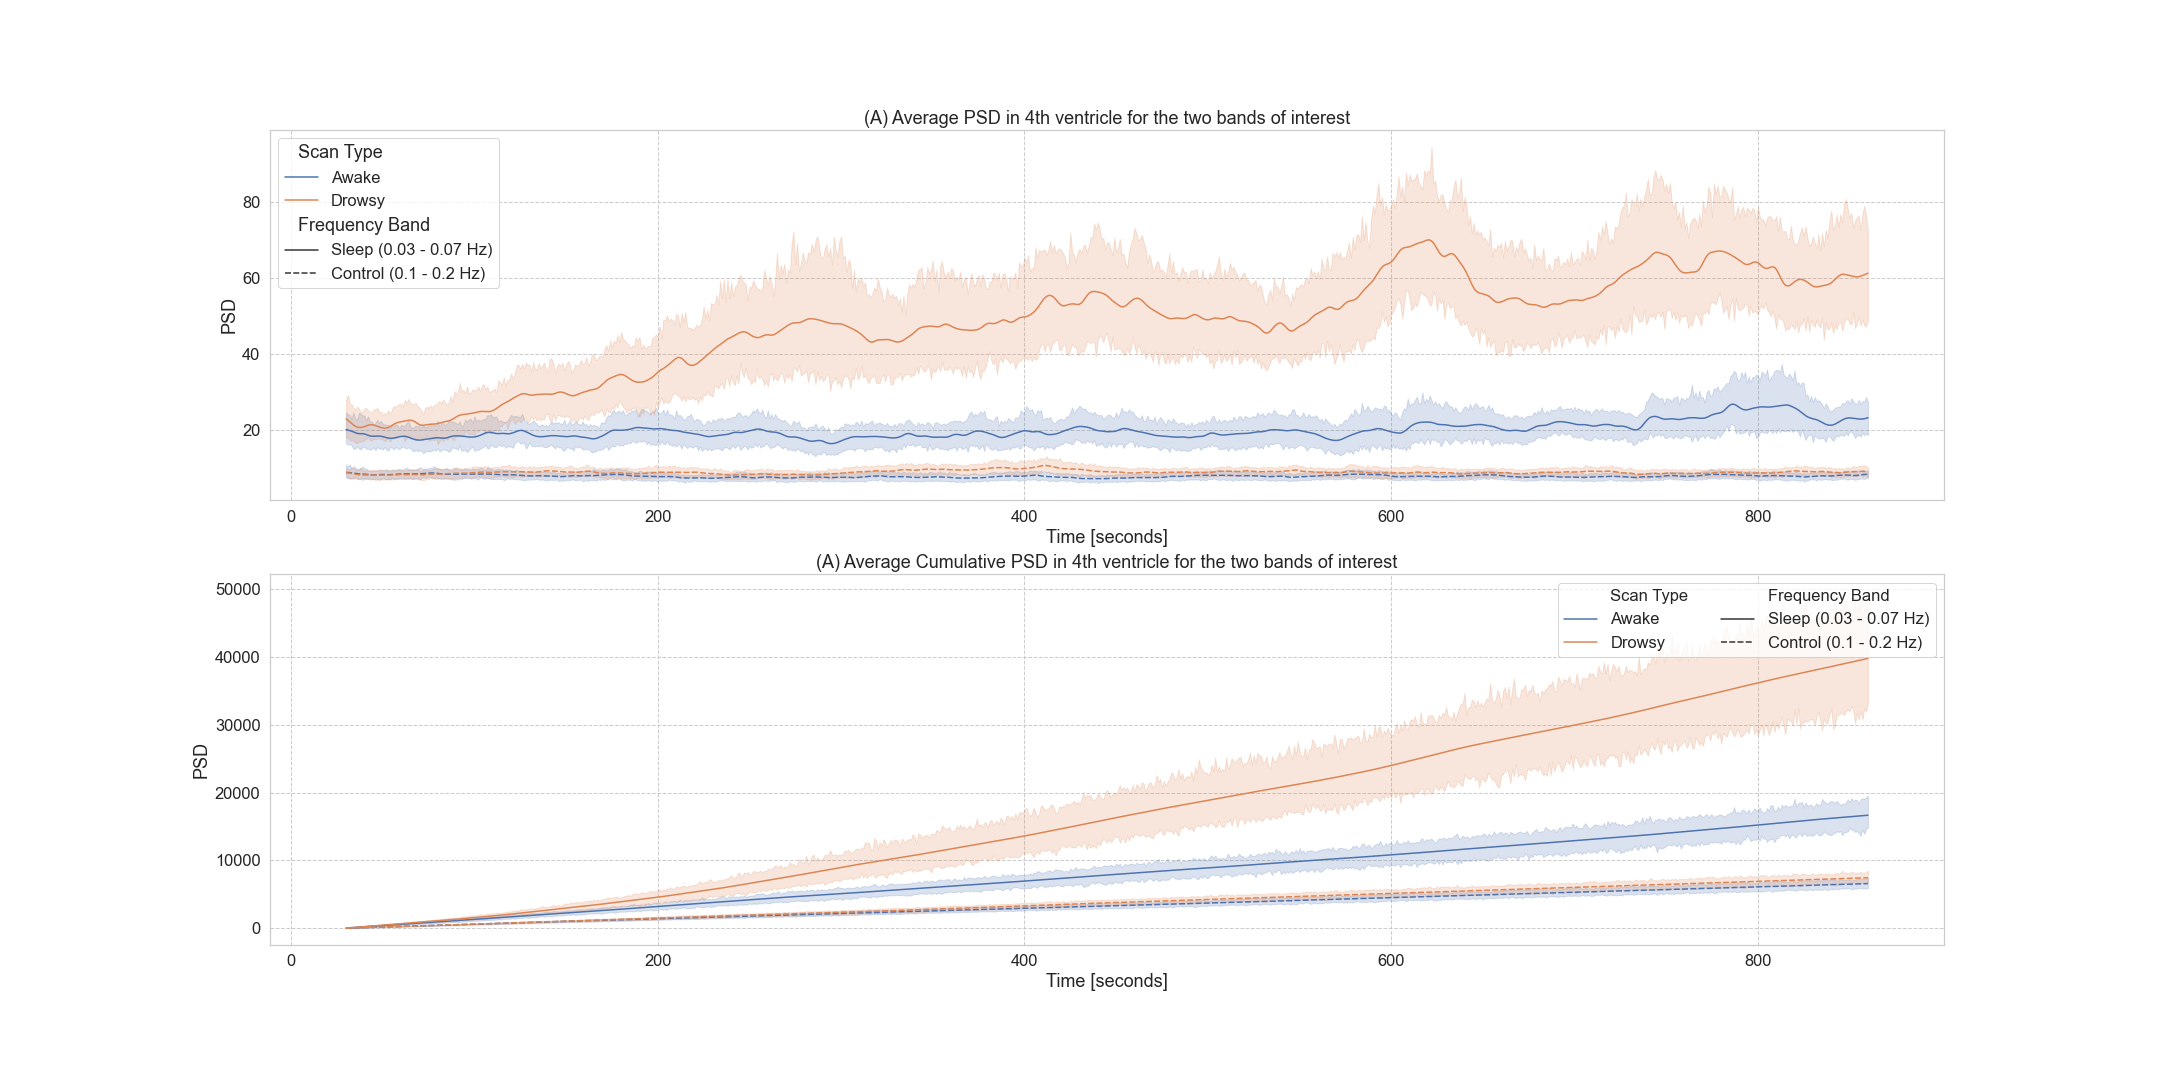 (A) Average PSD in 4th ventricle for the two bands of interest
Scan Type
Awake
Drowsy
Frequency Band
Sleep (0.03 - 0.07 Hz)
Control (0.1 - 0.2 Hz)
80
60
40
20
PSD
0 200 400 600 800
Time [seconds]
(A) Average Cumulative PSD in 4th ventricle for the two bands of interest
Scan Type Frequency Band
Awake Sleep (0.03 - 0.07 Hz)
Drowsy Control (0.1 - 0.2 Hz)
50000
40000
30000
20000
10000
0
PSD
0 200 400 600 800
Time [seconds]